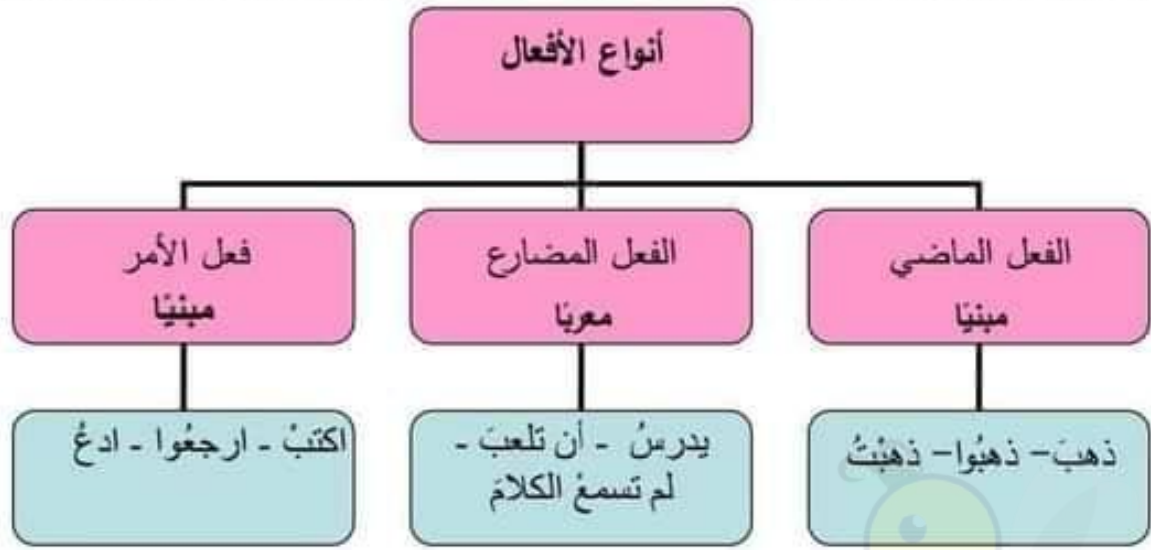 أنواع الأفعال
الفعل الماضي
مبنيًا
الفعل المضارع
معربًا
فعل الأمر
مبنيًا
ذهبَ – ذهبُوا – ذهبْتُ
يدرسُ - أن تلعبَ -
لم تسمعْ الكلامَ
اكتبْ - ارجعُوا - ادعُ